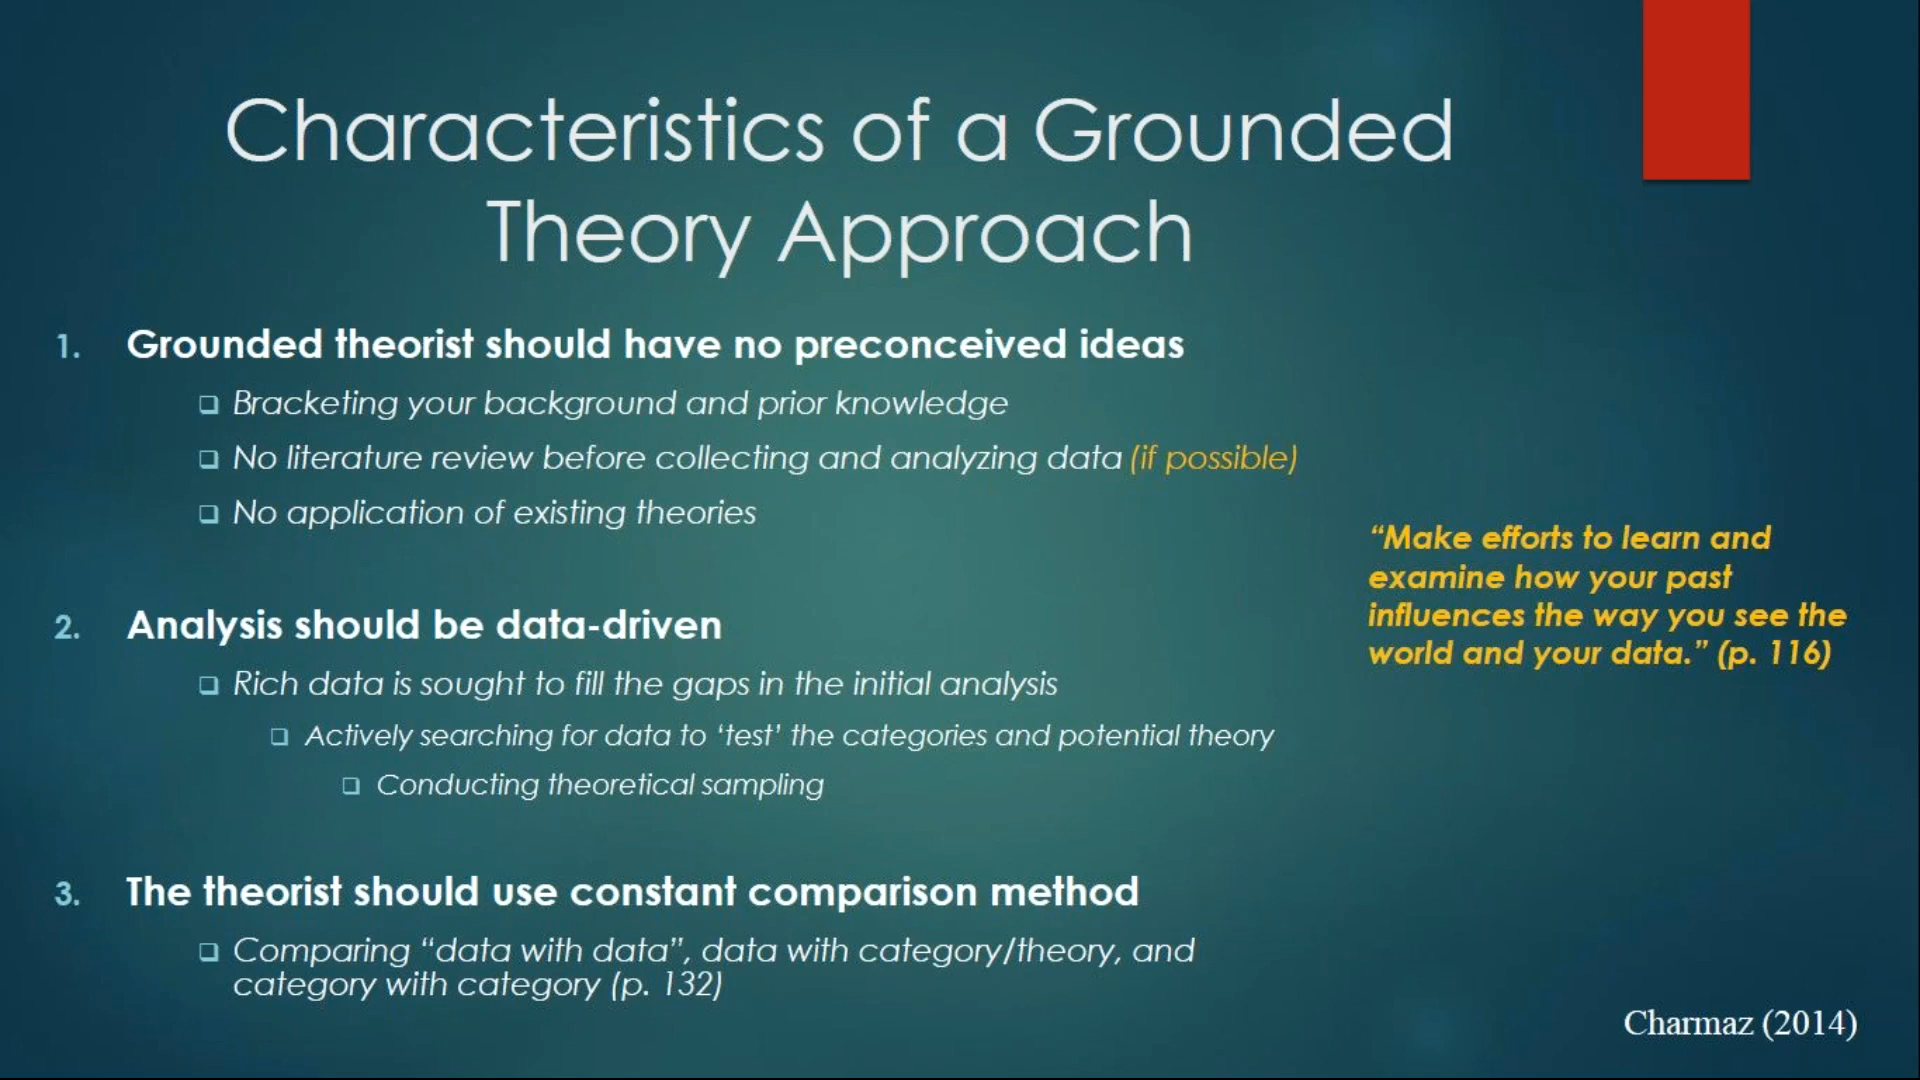 Characteristics of a Grounded
Theory Approach
1. Grounded theorist should have no preconceived ideas
Bracketing your background and prior knowledge
No literature review before collecting and analyzing data (if possible)
No application of existing theories
2. Analysis should be data-driven
Rich data is sought to fill the gaps in the initial analysis
Actively searching for data to ‘test’ the categories and potential theory
Conducting theoretical sampling
3. The theorist should use constant comparison method
Comparing “data with data”, data with category/theory, and
category with category (p. 132)
“Make efforts to learn and
examine how your past
influences the way you see the
world and your data.” (p. 116)
Charmaz (2014)